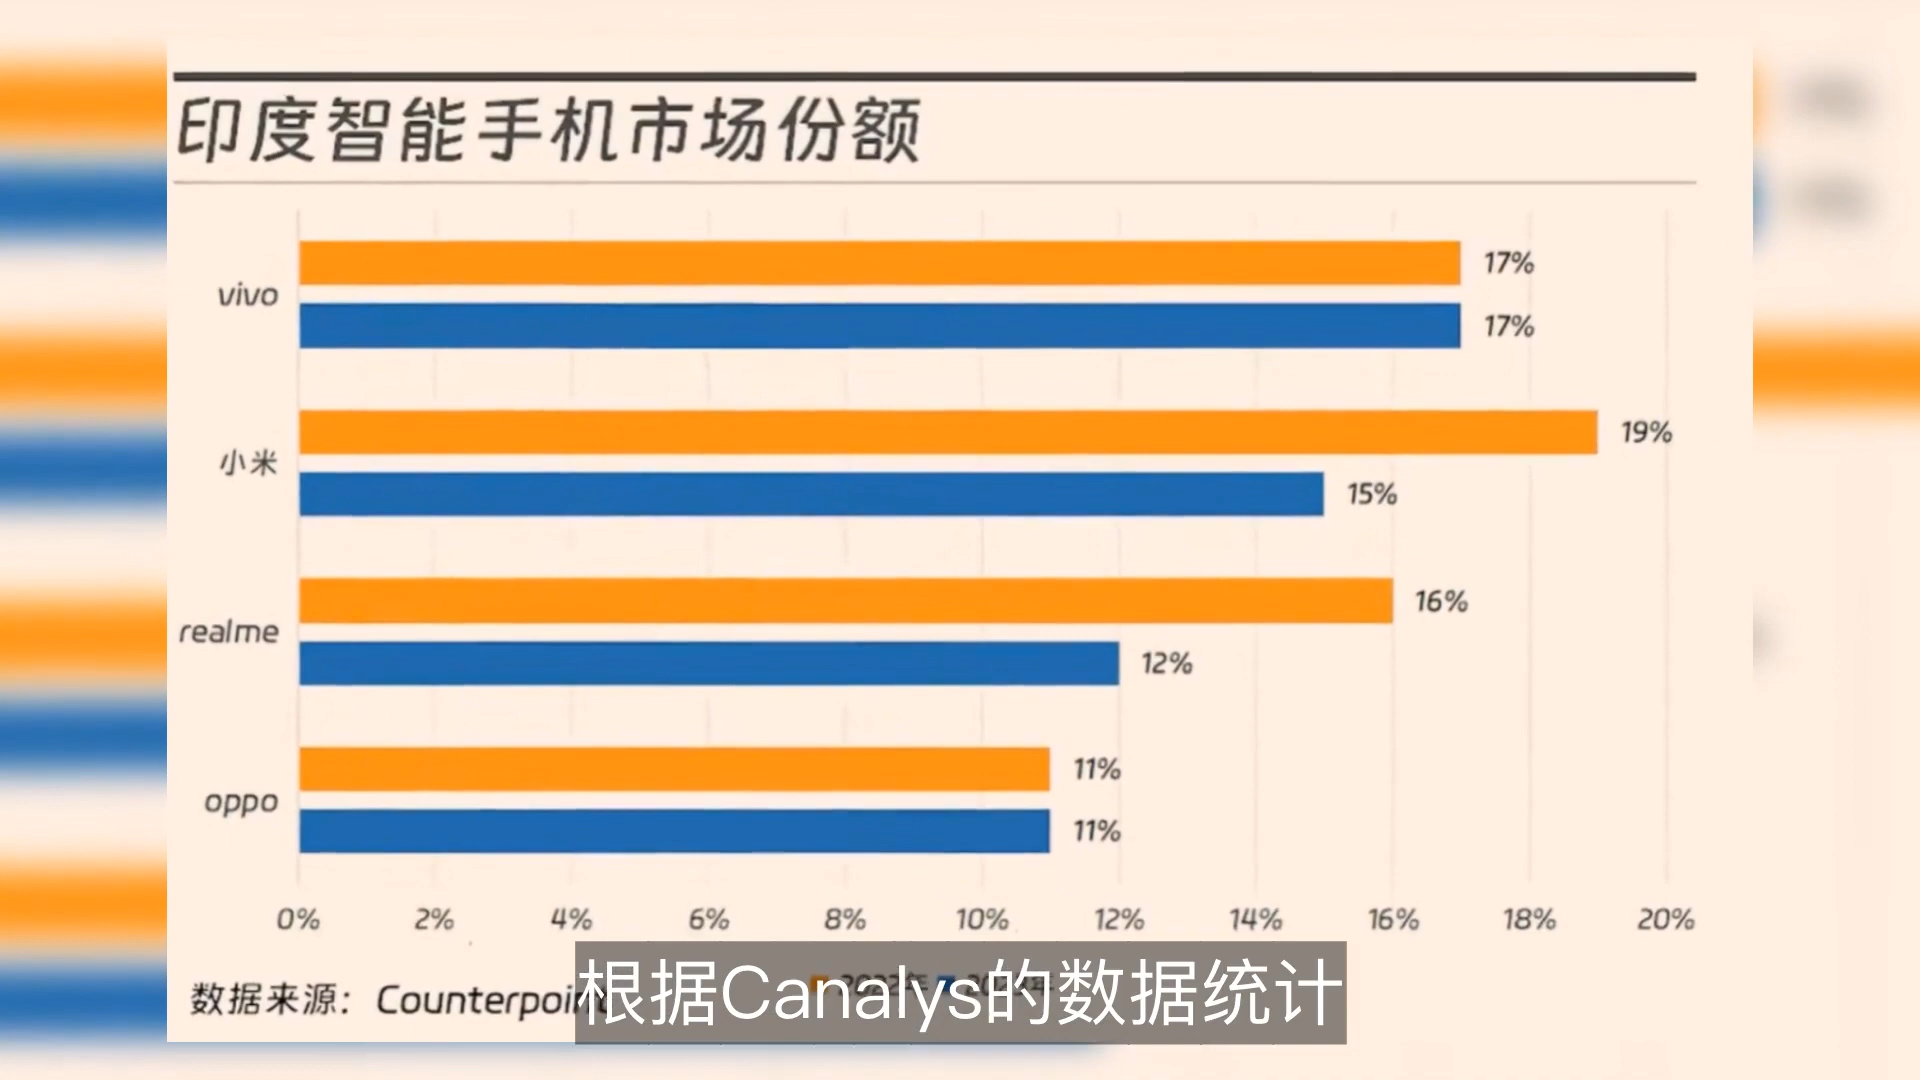 印度智能手机市场份额
vivo
17%
17%
小米
19%
15%
realme
16%
12%
oppo
11%
11%
0% 2% 4% 6% 8% 10% 12% 14% 16% 18% 20%
数据来源：Counterpoint
根据Canalys的数据统计